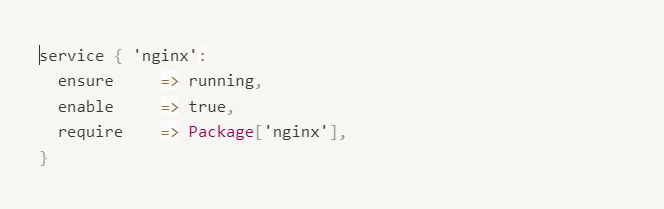 service { 'nginx':
  ensure     => running,
  enable     => true,
  require    => Package['nginx'],
}